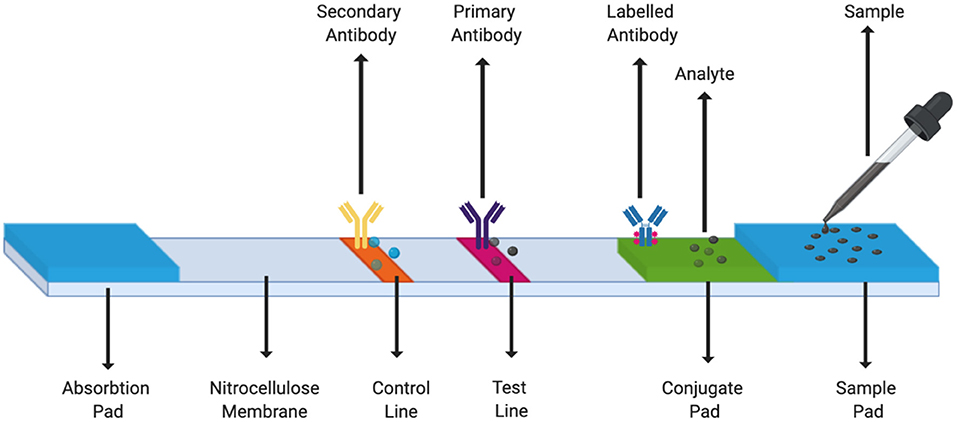 Secondary
Antibody
Primary
Antibody
Labelled
Antibody
Analyte
Sample
Absorbtion
Pad
Nitrocellulose
Membrane
Control
Line
Test
Line
Conjugate
Pad
Sample
Pad